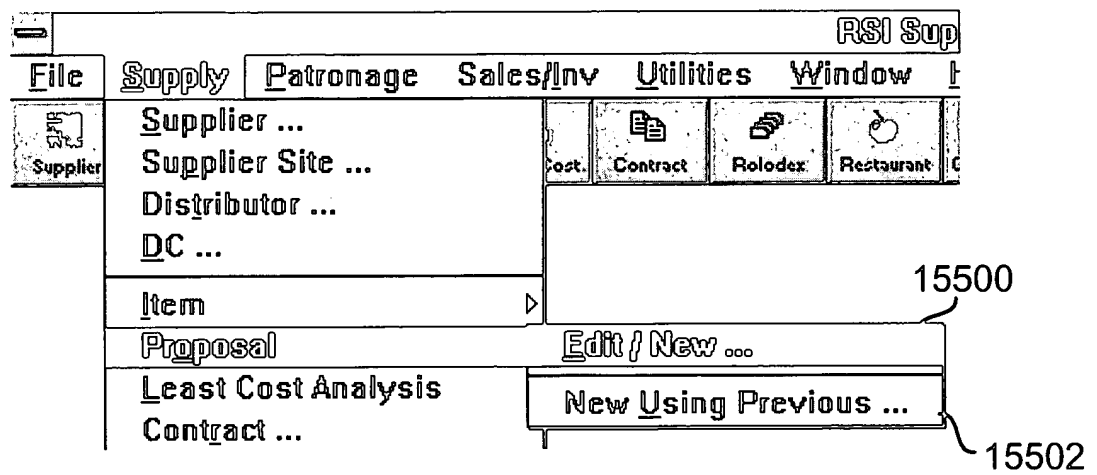 RSI Sup
File Supply Patronage Sales/Inv Utilities Window H
Supplier Cost. Contract Rolodex Restaurant
Supplier ...
Supplier Site ...
Distributor ...
DC ...
Item
Proposal
Least Cost Analysis
Contract ...
Edit / New ...
New Using Previous ...
15500
15502